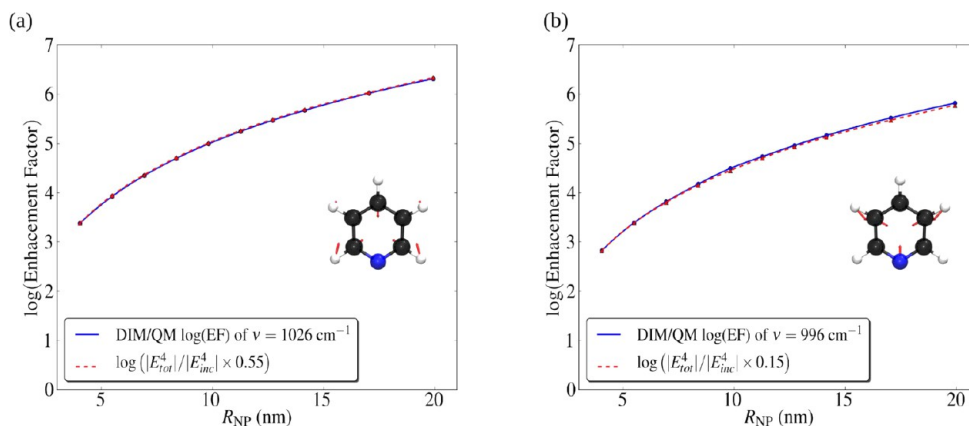 (a)
7
6
5
4
3
2
1
0
log(Enhacement Factor)
DIM/QM log(EF) of ν = 1026 cm⁻¹
log (|E⁴_tot|/|E⁴_inc| × 0.55)
5 10 15 20
R_NP (nm)
(b)
7
6
5
4
3
2
1
0
log(Enhacement Factor)
DIM/QM log(EF) of ν = 996 cm⁻¹
log (|E⁴_tot|/|E⁴_inc| × 0.15)
5 10 15 20
R_NP (nm)